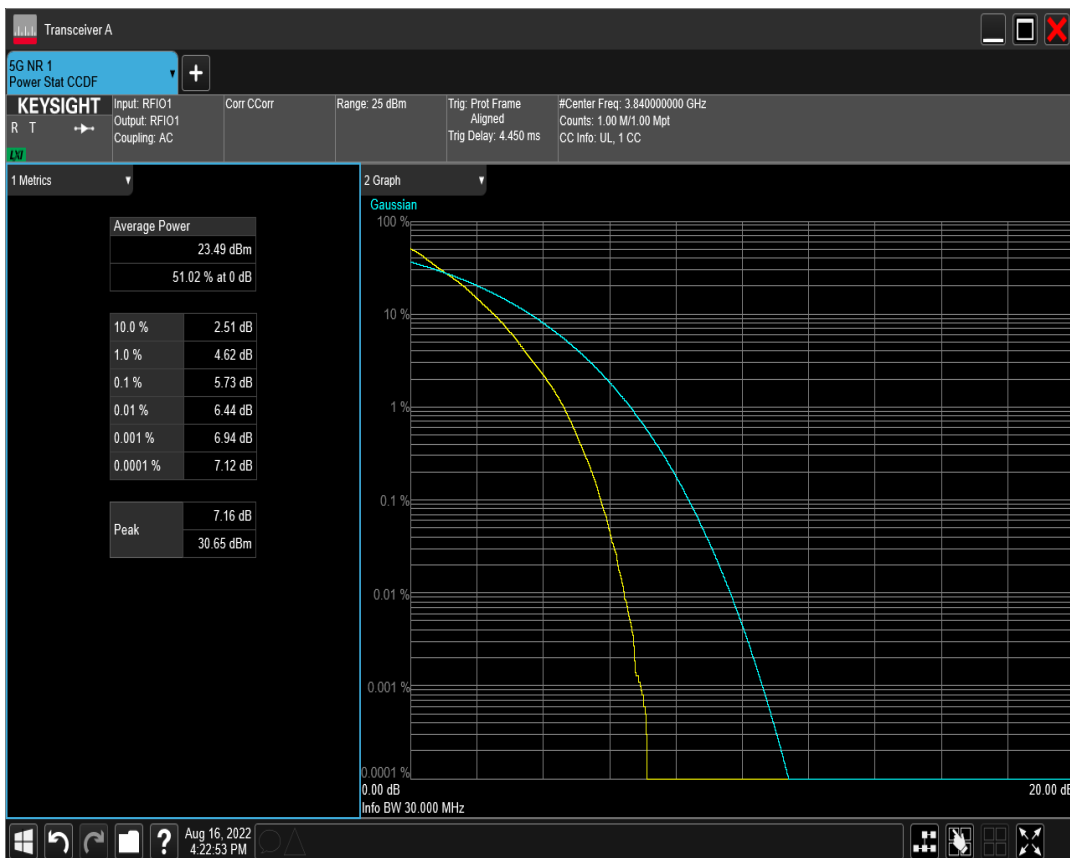 Transceiver A
5G NR 1
Power Stat CCDF
KEYSIGHT
R T
LXI
Input: RFIO1
Output: RFIO1
Coupling: AC
Corr CCorr
Range: 25 dBm
Trig: Prot Frame
Aligned
Trig Delay: 4.450 ms
#Center Freq: 3.840000000 GHz
Counts: 1.00 M/1.00 Mpt
CC Info: UL, 1 CC
1 Metrics
Average Power
23.49 dBm
51.02 % at 0 dB
10.0 % 2.51 dB
1.0 % 4.62 dB
0.1 % 5.73 dB
0.01 % 6.44 dB
0.001 % 6.94 dB
0.0001 % 7.12 dB
Peak
7.16 dB
30.65 dBm
2 Graph
Gaussian
100 %
10 %
1 %
0.1 %
0.01 %
0.001 %
0.0001 %
0.00 dB 20.00 dB
Info BW 30.000 MHz
? Aug 16, 2022
4:22:53 PM